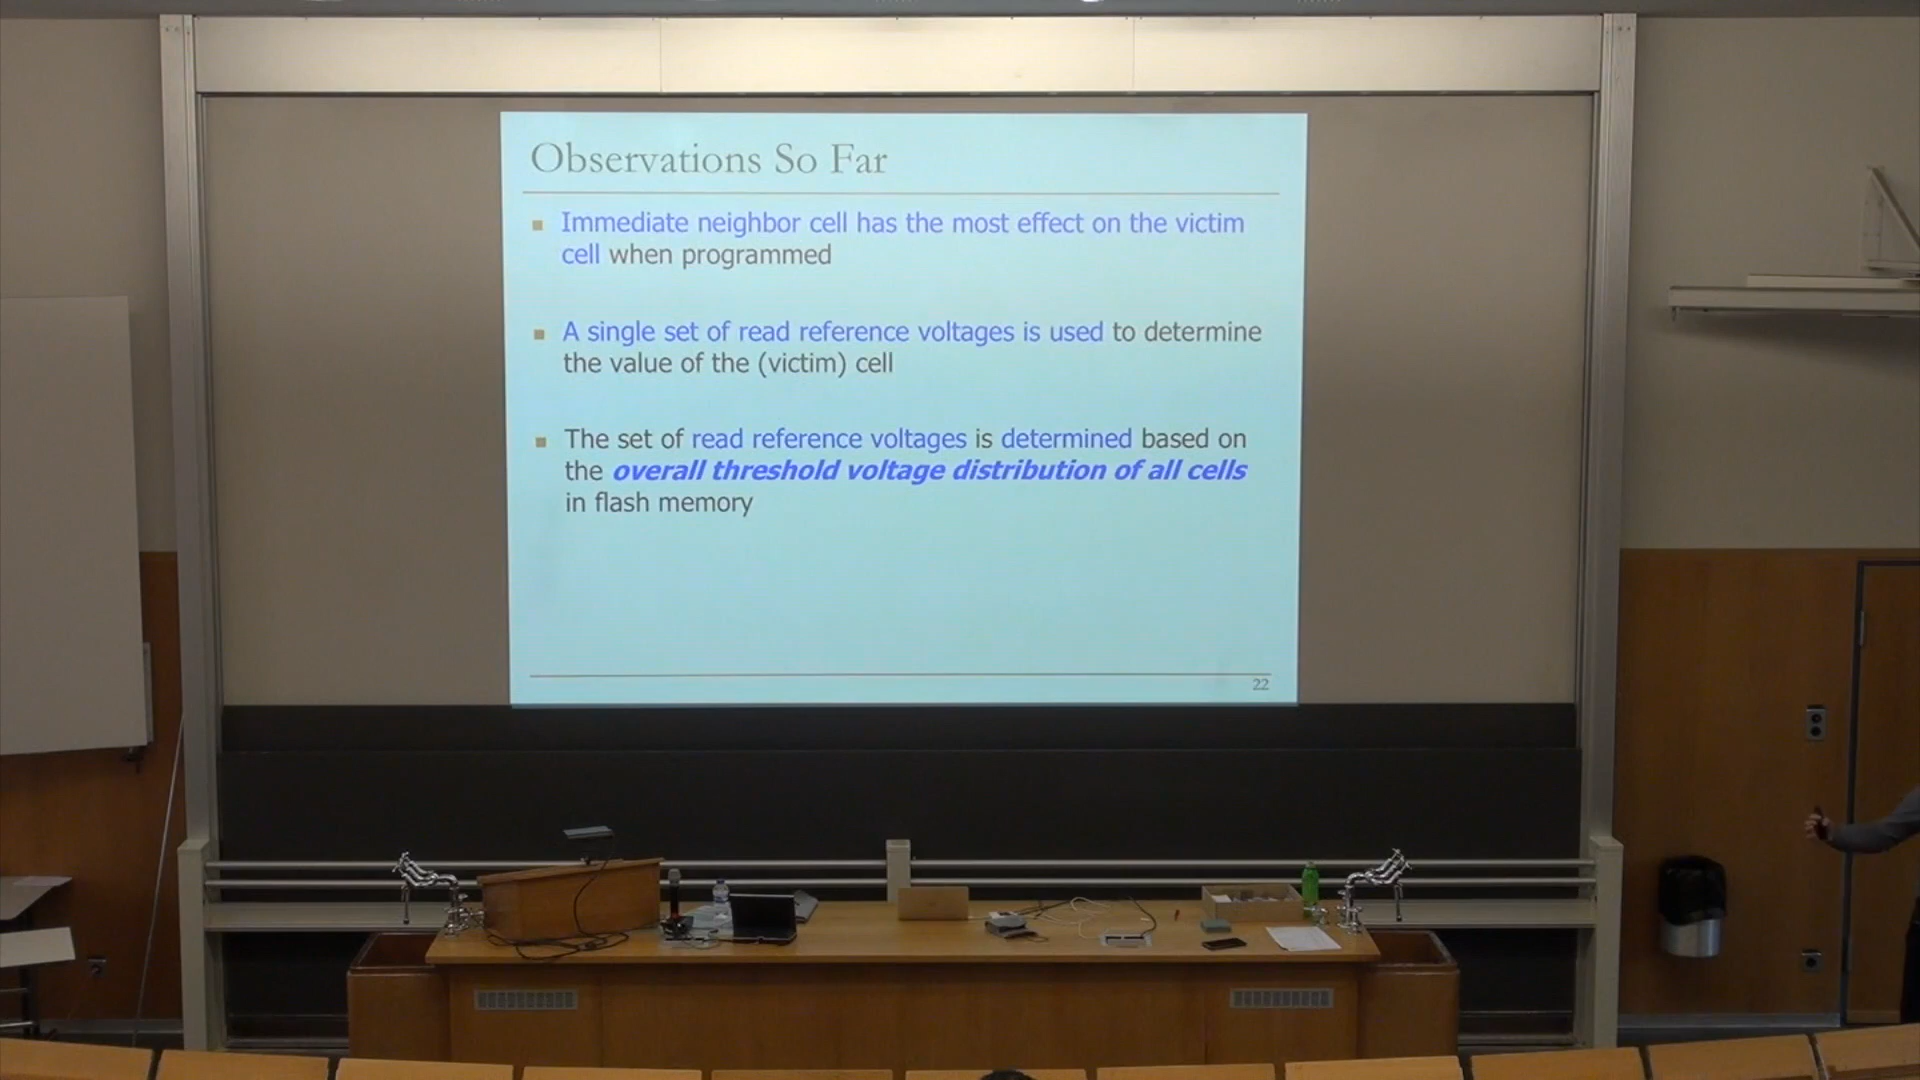 Observations So Far
Immediate neighbor cell has the most effect on the victim
cell when programmed
A single set of read reference voltages is used to determine
the value of the (victim) cell
The set of read reference voltages is determined based on
the overall threshold voltage distribution of all cells
in flash memory
22